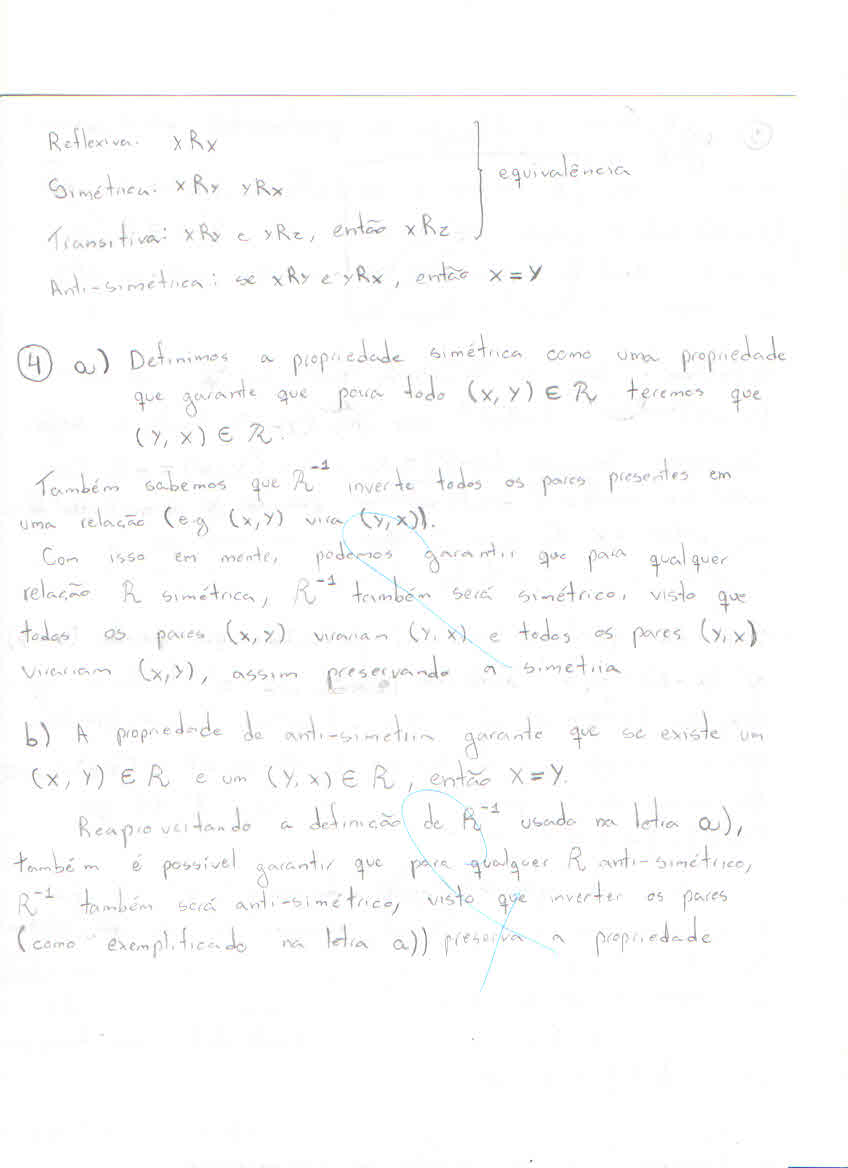 Reflexiva: xRx
Simétrica: xRy yRx
equivalência
Transitiva: xRy e yRz, então xRz
Anti-simétrica: se xRy e yRx, então x = y
4 a) Definimos a propriedade simétrica como uma propriedade
que garante que para todo (x, y) ∈ R teremos que
(y, x) ∈ R.
Também sabemos que R⁻¹ inverte todos os pares presentes em
uma relação (e.g (x,y) vira (y,x)).
Com isso em mente, podemos garantir que para qualquer
relação R simétrica, R⁻¹ também será simétrico, visto que
todos os pares (x,y) virariam (y,x) e todos os pares (y,x)
virariam (x,y), assim preservando a simetria
b) A propriedade de anti-simetria garante que se existe um
(x, y) ∈ R e um (y,x) ∈ R, então x=y.
Reaproveitando a definição de R⁻¹ usada na letra a),
também é possível garantir que para qualquer R anti-simétrico,
R⁻¹ também será anti-simétrico, visto que inverter os pares
(como exemplificado na letra a)) preserva a propriedade